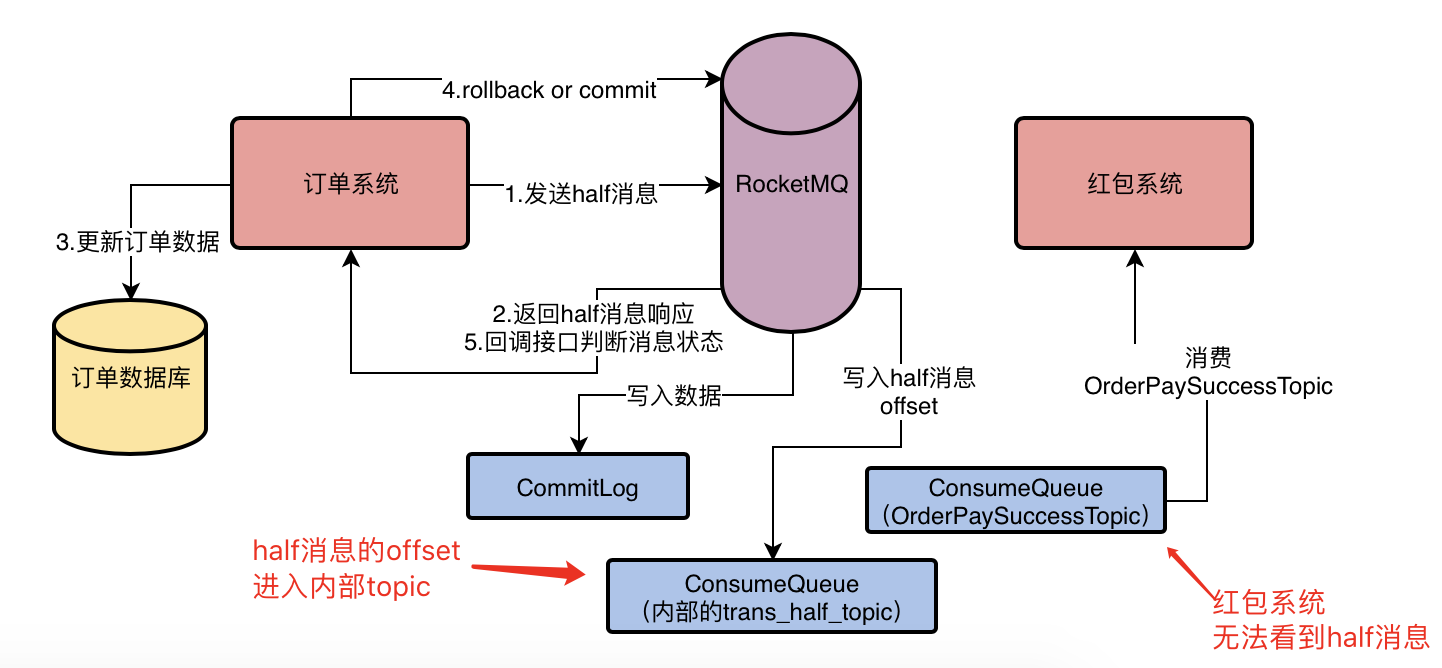 4.rollback or commit
订单系统
1.发送half消息
RocketMQ
红包系统
3.更新订单数据
2.返回half消息响应
5.回调接口判断消息状态
订单数据库
写入数据
写入half消息
offset
消费
OrderPaySuccessTopic
CommitLog
ConsumeQueue
（OrderPaySuccessTopic）
half消息的offset
进入内部topic
ConsumeQueue
（内部的trans_half_topic）
红包系统
无法看到half消息